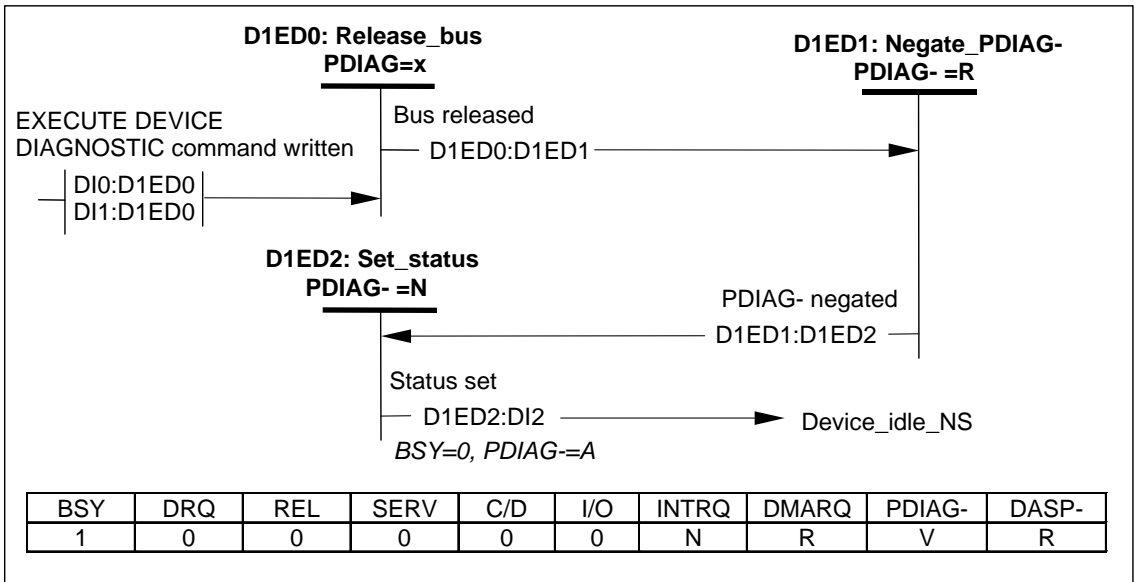 D1ED0: Release_bus
PDIAG=x
D1ED1: Negate_PDIAG-
PDIAG- =R
EXECUTE DEVICE
DIAGNOSTIC command written
Bus released
D1ED0:D1ED1
DI0:D1ED0
DI1:D1ED0
D1ED2: Set_status
PDIAG- =N
PDIAG- negated
D1ED1:D1ED2
Status set
D1ED2:DI2
Device_idle_NS
BSY=0, PDIAG-=A
BSY DRQ REL SERV C/D I/O INTRQ DMARQ PDIAG- DASP-
1 0 0 0 0 0 N R V R